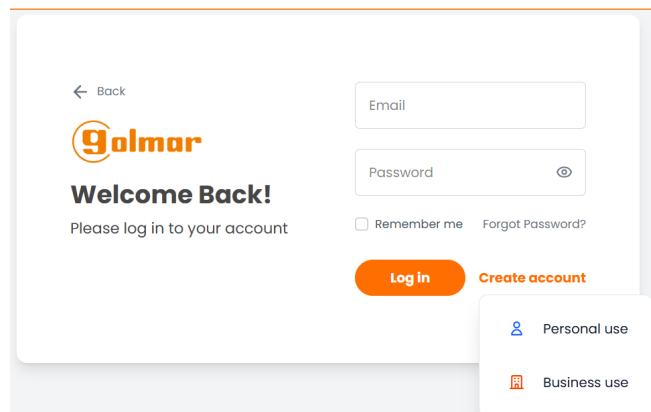 Back
golmar
Welcome Back!
Please log in to your account
Email
Password
Remember me
Forgot Password?
Log in
Create account
Personal use
Business use